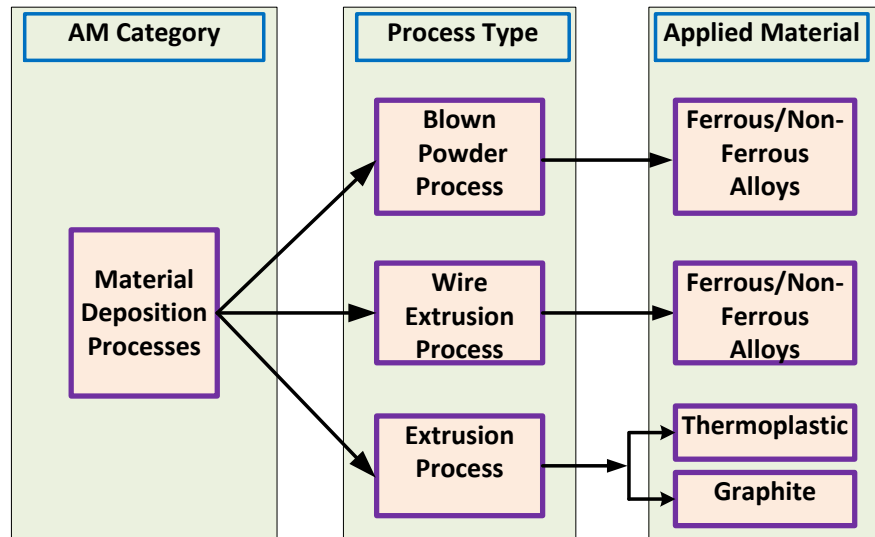 AM Category
Process Type
Applied Material
Material
Deposition
Processes
Blown
Powder
Process
Ferrous/Non-
Ferrous
Alloys
Wire
Extrusion
Process
Ferrous/Non-
Ferrous
Alloys
Extrusion
Process
Thermoplastic
Graphite